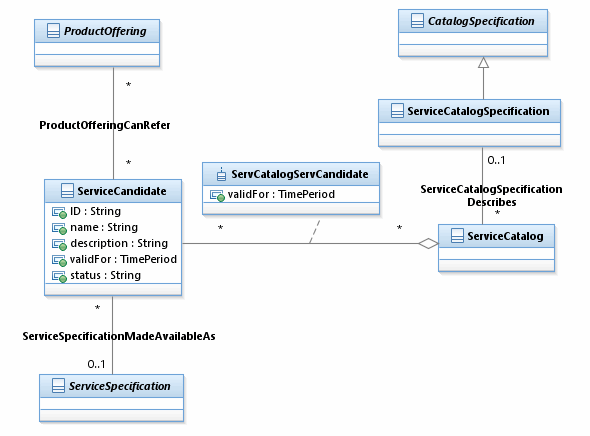 ProductOffering
CatalogSpecification
*
ProductOfferingCanRefer
*
ServiceCatalogSpecification
0..1
ServiceCandidate
ID : String
name : String
description : String
validFor : TimePeriod
status : String
ServCatalogServCandidate
validFor : TimePeriod
ServiceCatalogSpecification
Describes
*
*
*
ServiceCatalog
*
ServiceSpecificationMadeAvailableAs
0..1
ServiceSpecification